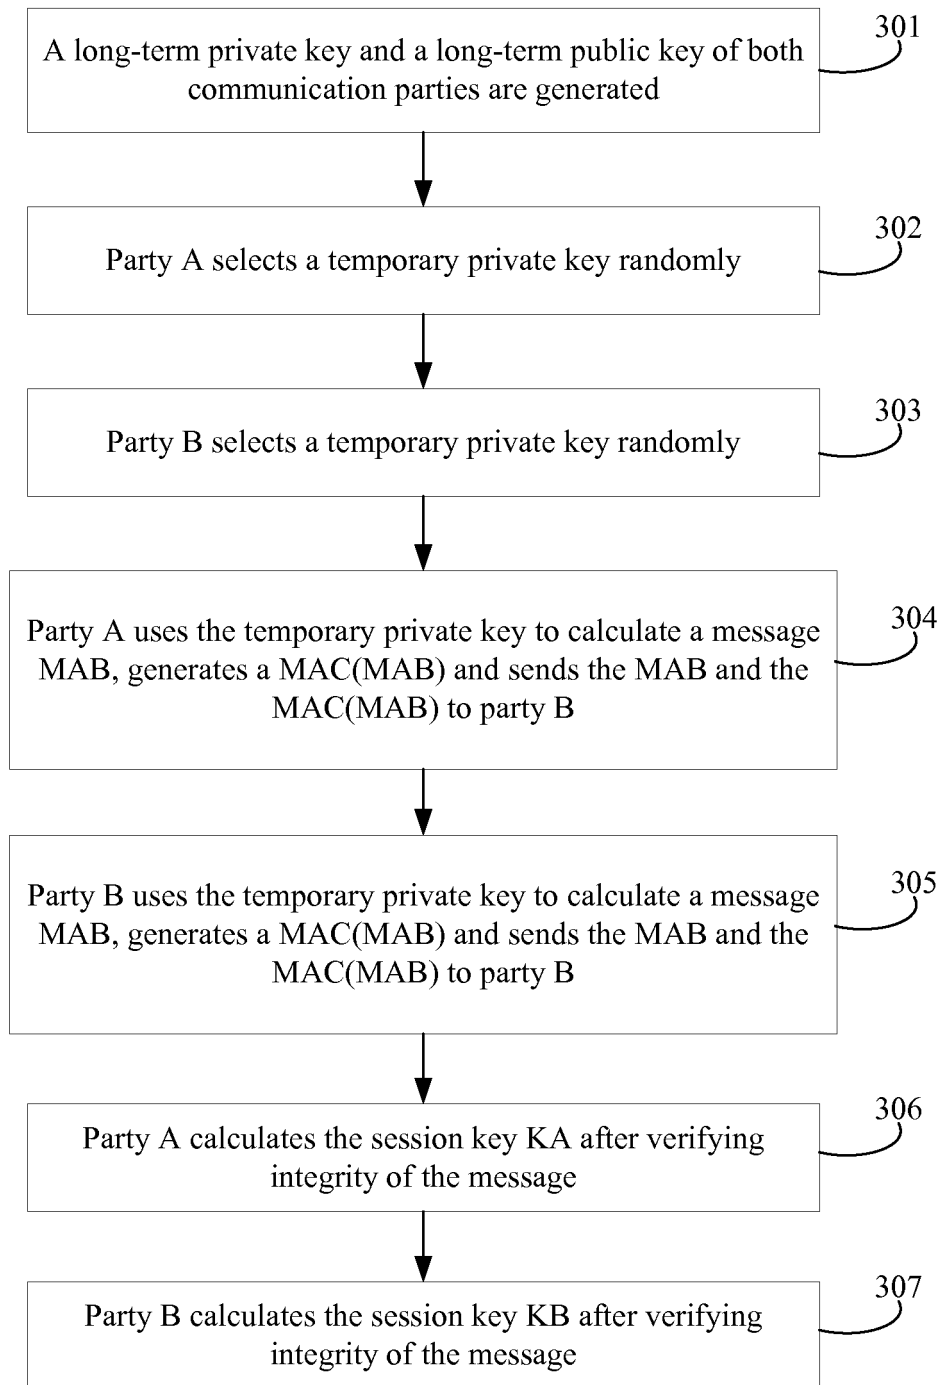 301
A long-term private key and a long-term public key of both
communication parties are generated
302
Party A selects a temporary private key randomly
303
Party B selects a temporary private key randomly
304
Party A uses the temporary private key to calculate a message
MAB, generates a MAC(MAB) and sends the MAB and the
MAC(MAB) to party B
305
Party B uses the temporary private key to calculate a message
MAB, generates a MAC(MAB) and sends the MAB and the
MAC(MAB) to party B
306
Party A calculates the session key KA after verifying
integrity of the message
307
Party B calculates the session key KB after verifying
integrity of the message